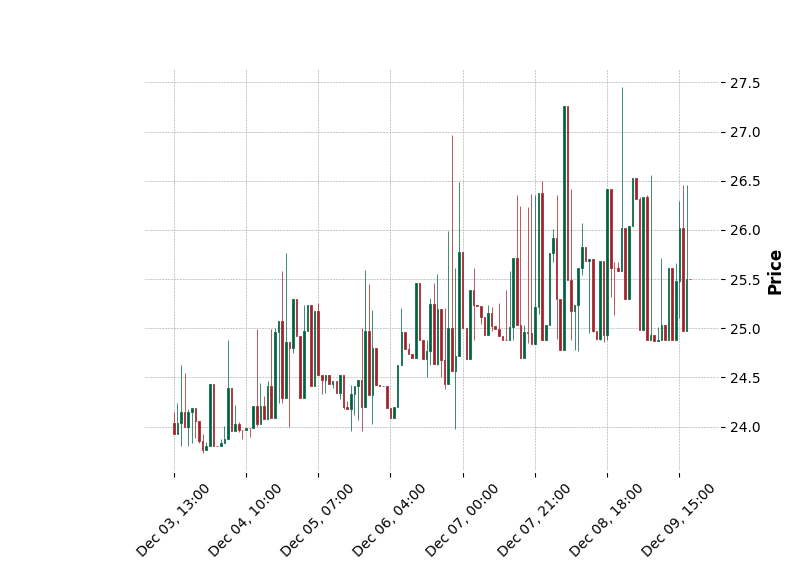 27.5
27.0
26.5
26.0
25.5
25.0
24.5
24.0
Price
Dec 03, 13:00
Dec 04, 10:00
Dec 05, 07:00
Dec 06, 04:00
Dec 07, 00:00
Dec 07, 21:00
Dec 08, 18:00
Dec 09, 15:00